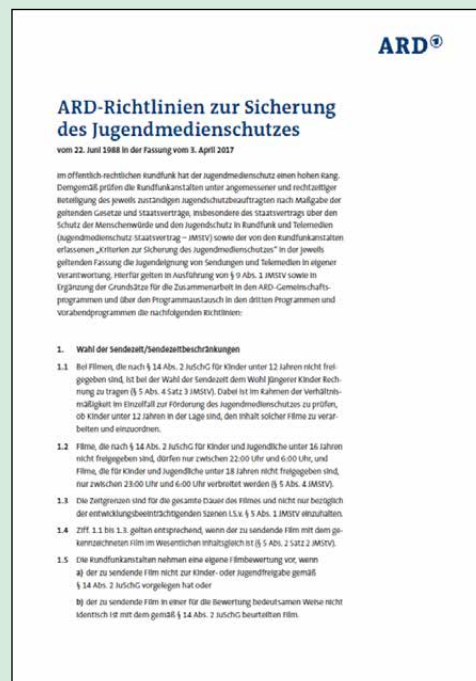 ARD
ARD-Richtlinien zur Sicherung
des Jugendmedienschutzes
vom 22. Juni 1988 in der Fassung vom 3. April 2017
Im öffentlich-rechtlichen Rundfunk hat der Jugendmedienschutz einen hohen Rang.
Demgemäß prüfen die Rundfunkanstalten unter angemessener und rechtzeitiger
Beteiligung des jeweils zuständigen Jugendschutzbeauftragten nach Maßgabe der
geltenden Gesetze und Staatsverträge, insbesondere des Staatsvertrags über den
Schutz der Menschenwürde und den Jugendschutz in Rundfunk und Telemedien
(Jugendmedienschutz-Staatsvertrag – JMStV) sowie der von den Rundfunkanstalten
erlassenen „Kriterien zur Sicherung des Jugendmedienschutzes" in der jeweils
geltenden Fassung die Jugendeignung von Sendungen und Telemedien in eigener
Verantwortung. Hierfür gelten in Ausführung von § 9 Abs. 1 JMStV sowie in
Ergänzung der Grundsätze für die Zusammenarbeit in den ARD-Gemeinschafts-
programmen und über den Programmaustausch in den dritten Programmen und
Vorabendprogrammen die nachfolgenden Richtlinien:
1. Wahl der Sendezeit/Sendezeitbeschränkungen
1.1 Bei Filmen, die nach § 14 Abs. 2 JuSchG für Kinder unter 12 Jahren nicht frei-
gegeben sind, ist bei der Wahl der Sendezeit dem Wohl jüngerer Kinder Rech-
nung zu tragen (§ 5 Abs. 4 Satz 3 JMStV). Dabei ist im Rahmen der Verhältnis-
mäßigkeit im Einzelfall zur Förderung des Jugendmedienschutzes zu prüfen,
ob Kinder unter 12 Jahren in der Lage sind, den Inhalt solcher Filme zu verar-
beiten und einzuordnen.
1.2 Filme, die nach § 14 Abs. 2 JuSchG für Kinder und Jugendliche unter 16 Jahren
nicht freigegeben sind, dürfen nur zwischen 22:00 Uhr und 6:00 Uhr, und
Filme, die für Kinder und Jugendliche unter 18 Jahren nicht freigegeben sind,
nur zwischen 23:00 Uhr und 6:00 Uhr verbreitet werden (§ 5 Abs. 4 JMStV).
1.3 Die Zeitgrenzen sind für die gesamte Dauer des Filmes und nicht nur bezüglich
der entwicklungsbeeinträchtigenden Szenen i.S.v. § 5 Abs. 1 JMStV einzuhalten.
1.4 Ziff. 1.1 bis 1.3. gelten entsprechend, wenn der zu sendende Film mit dem ge-
kennzeichneten Film im Wesentlichen inhaltsgleich ist (§ 5 Abs. 2 Satz 2 JMStV).
1.5 Die Rundfunkanstalten nehmen eine eigene Filmbewertung vor, wenn
a) der zu sendende Film nicht zur Kinder- oder Jugendfreigabe gemäß
§ 14 Abs. 2 JuSchG vorgelegen hat oder
b) der zu sendende Film in einer für die Bewertung bedeutsamen Weise nicht
identisch ist mit dem gemäß § 14 Abs. 2 JuSchG beurteilten Film.